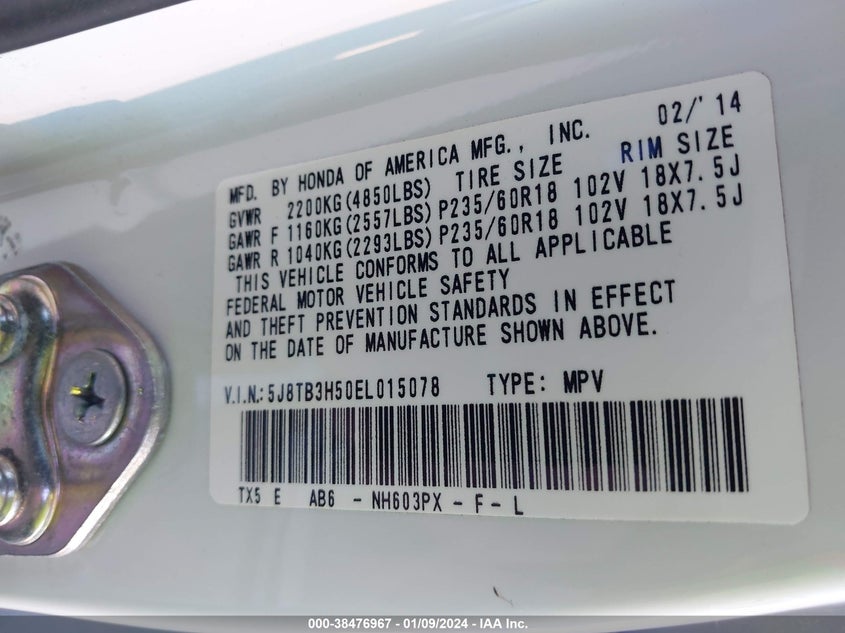 MFD. BY HONDA OF AMERICA MFG., INC. 02/'14
GVWR 2200KG(4850LBS) TIRE SIZE RIM SIZE
GAWR F 1160KG(2557LBS) P235/60R18 102V 18X7.5J
GAWR R 1040KG(2293LBS) P235/60R18 102V 18X7.5J
THIS VEHICLE CONFORMS TO ALL APPLICABLE
FEDERAL MOTOR VEHICLE SAFETY
AND THEFT PREVENTION STANDARDS IN EFFECT
ON THE DATE OF MANUFACTURE SHOWN ABOVE.
V.I.N.: 5J8TB3H50EL015078 TYPE: MPV
TX5 E AB6 - NH603PX - F - L
000-38476967 - 01/09/2024 - IAA Inc.